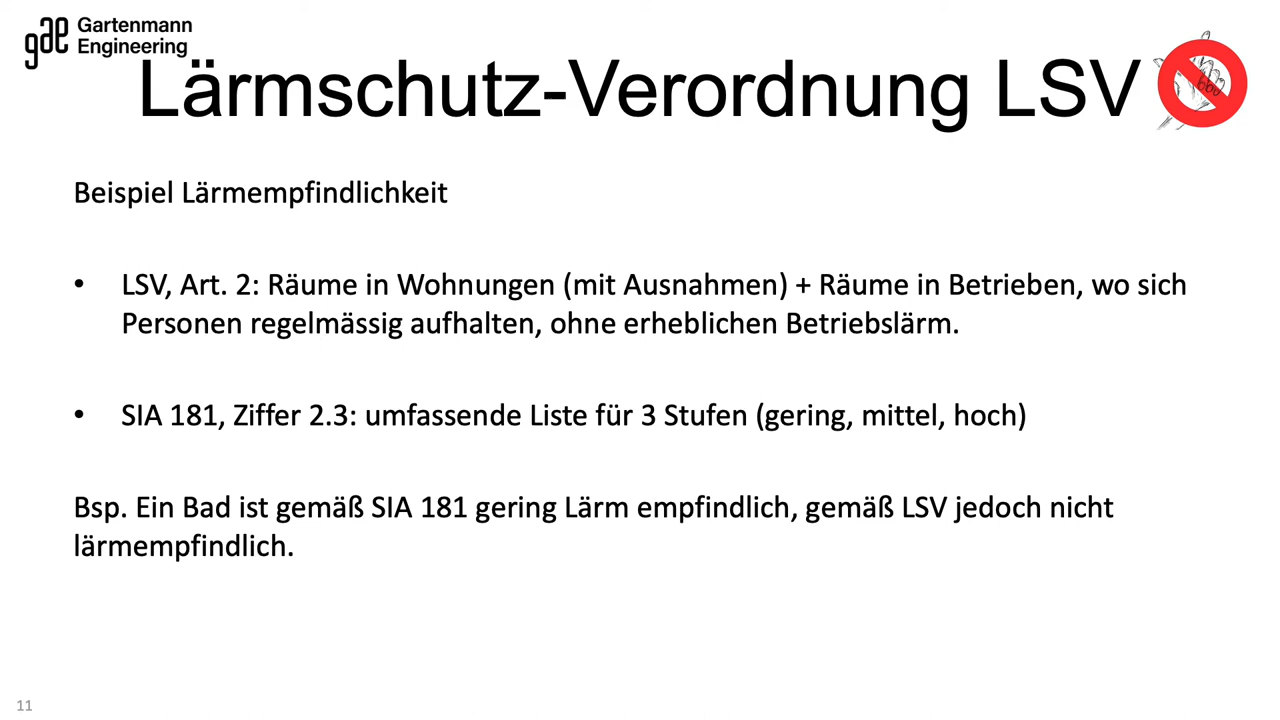 gae Gartenmann
Engineering
Lärmschutz-Verordnung LSV
Beispiel Lärmempfindlichkeit
• LSV, Art. 2: Räume in Wohnungen (mit Ausnahmen) + Räume in Betrieben, wo sich
Personen regelmässig aufhalten, ohne erheblichen Betriebslärm.
• SIA 181, Ziffer 2.3: umfassende Liste für 3 Stufen (gering, mittel, hoch)
Bsp. Ein Bad ist gemäß SIA 181 gering Lärm empfindlich, gemäß LSV jedoch nicht
lärmempfindlich.
11